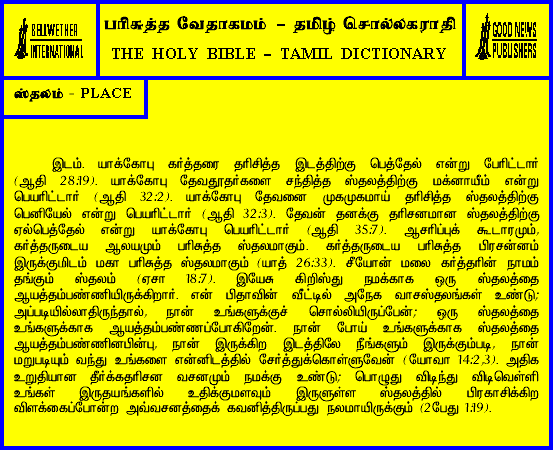 BELLWETHER
INTERNATIONAL
பரிசுத்த வேதாகமம் – தமிழ் சொல்லகராதி
THE HOLY BIBLE – TAMIL DICTIONARY
GOOD NEWS
PUBLISHERS
ஸ்தலம் - PLACE
இடம். யாக்கோபு கர்த்தரை தரிசித்த இடத்திற்கு பெத்தேல் என்று பேரிட்டார்
(ஆதி 28:19). யாக்கோபு தேவதூதர்களை சந்தித்த ஸ்தலத்திற்கு மக்னாயீம் என்று
பெயரிட்டார் (ஆதி 32:2). யாக்கோபு தேவனை முகமுகமாய் தரிசித்த ஸ்தலத்திற்கு
பெனியேல் என்று பெயரிட்டார் (ஆதி 32:3). தேவன் தனக்கு தரிசனமான ஸ்தலத்திற்கு
ஏல்பெத்தேல் என்று யாக்கோபு பெயரிட்டார் (ஆதி 35:7). ஆசரிப்புக் கூடாரமும்,
கர்த்தருடைய ஆலயமும் பரிசுத்த ஸ்தலமாகும். கர்த்தருடைய பரிசுத்த பிரசன்னம்
இருக்குமிடம் மகா பரிசுத்த ஸ்தலமாகும் (யாத் 26:33). சீயோன் மலை கர்த்தரின் நாமம்
தங்கும் ஸ்தலம் (ஏசா 18:7). இயேசு கிறிஸ்து நமக்காக ஒரு ஸ்தலத்தை
ஆயத்தம்பண்ணியிருக்கிறார். என் பிதாவின் வீட்டில் அநேக வாசஸ்தலங்கள் உண்டு;
அப்படியில்லாதிருந்தால், நான் உங்களுக்குச் சொல்லியிருப்பேன்; ஒரு ஸ்தலத்தை
உங்களுக்காக ஆயத்தம்பண்ணப்போகிறேன். நான் போய் உங்களுக்காக ஸ்தலத்தை
ஆயத்தம்பண்ணினபின்பு, நான் இருக்கிற இடத்திலே நீங்களும் இருக்கும்படி, நான்
மறுபடியும் வந்து உங்களை என்னிடத்தில் சேர்த்துக்கொள்ளுவேன் (யோவா 14:2,3). அதிக
உறுதியான தீர்க்கதரிசன வசனமும் நமக்கு உண்டு; பொழுது விடிந்து விடிவெள்ளி
உங்கள் இருதயங்களில் உதிக்குமளவும் இருளுள்ள ஸ்தலத்தில் பிரகாசிக்கிற
விளக்கைப்போன்ற அவ்வசனத்தைக் கவனித்திருப்பது நலமாயிருக்கும் (2பேது 1:19).